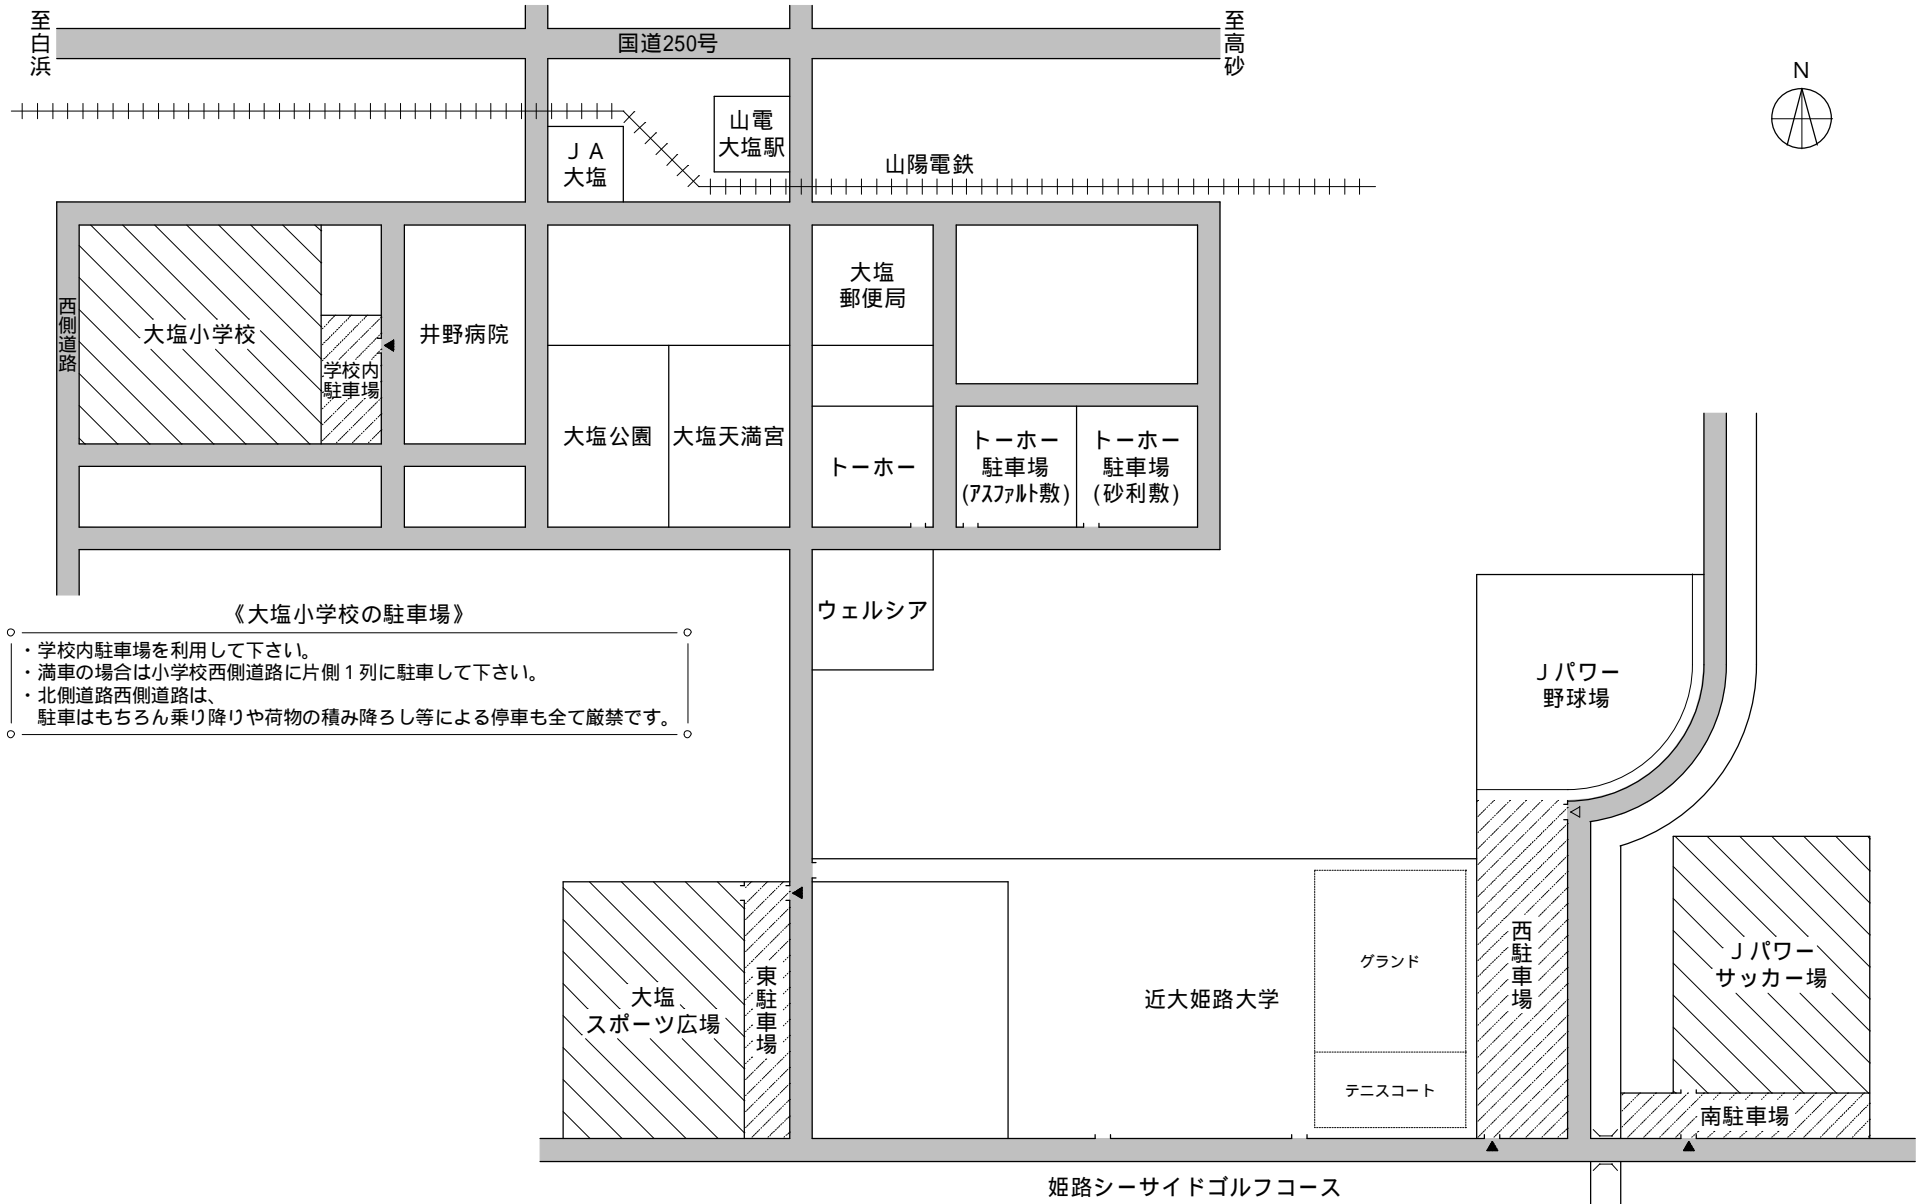 至白浜
国道250号
至高砂
N
山電
大塩駅
ＪＡ
大塩
山陽電鉄
西側道路
大塩小学校
学校内
駐車場
井野病院
大塩公園
大塩天満宮
大塩
郵便局
トーホー
トーホー
駐車場
(ｱｽﾌｧﾙﾄ敷)
トーホー
駐車場
(砂利敷)
ウェルシア
《大塩小学校の駐車場》
・学校内駐車場を利用して下さい。
・満車の場合は小学校西側道路に片側１列に駐車して下さい。
・北側道路西側道路は、
駐車はもちろん乗り降りや荷物の積み降ろし等による停車も全て厳禁です。
Ｊパワー
野球場
大塩
スポーツ広場
東駐車場
近大姫路大学
グランド
テニスコート
西駐車場
Ｊパワー
サッカー場
南駐車場
姫路シーサイドゴルフコース